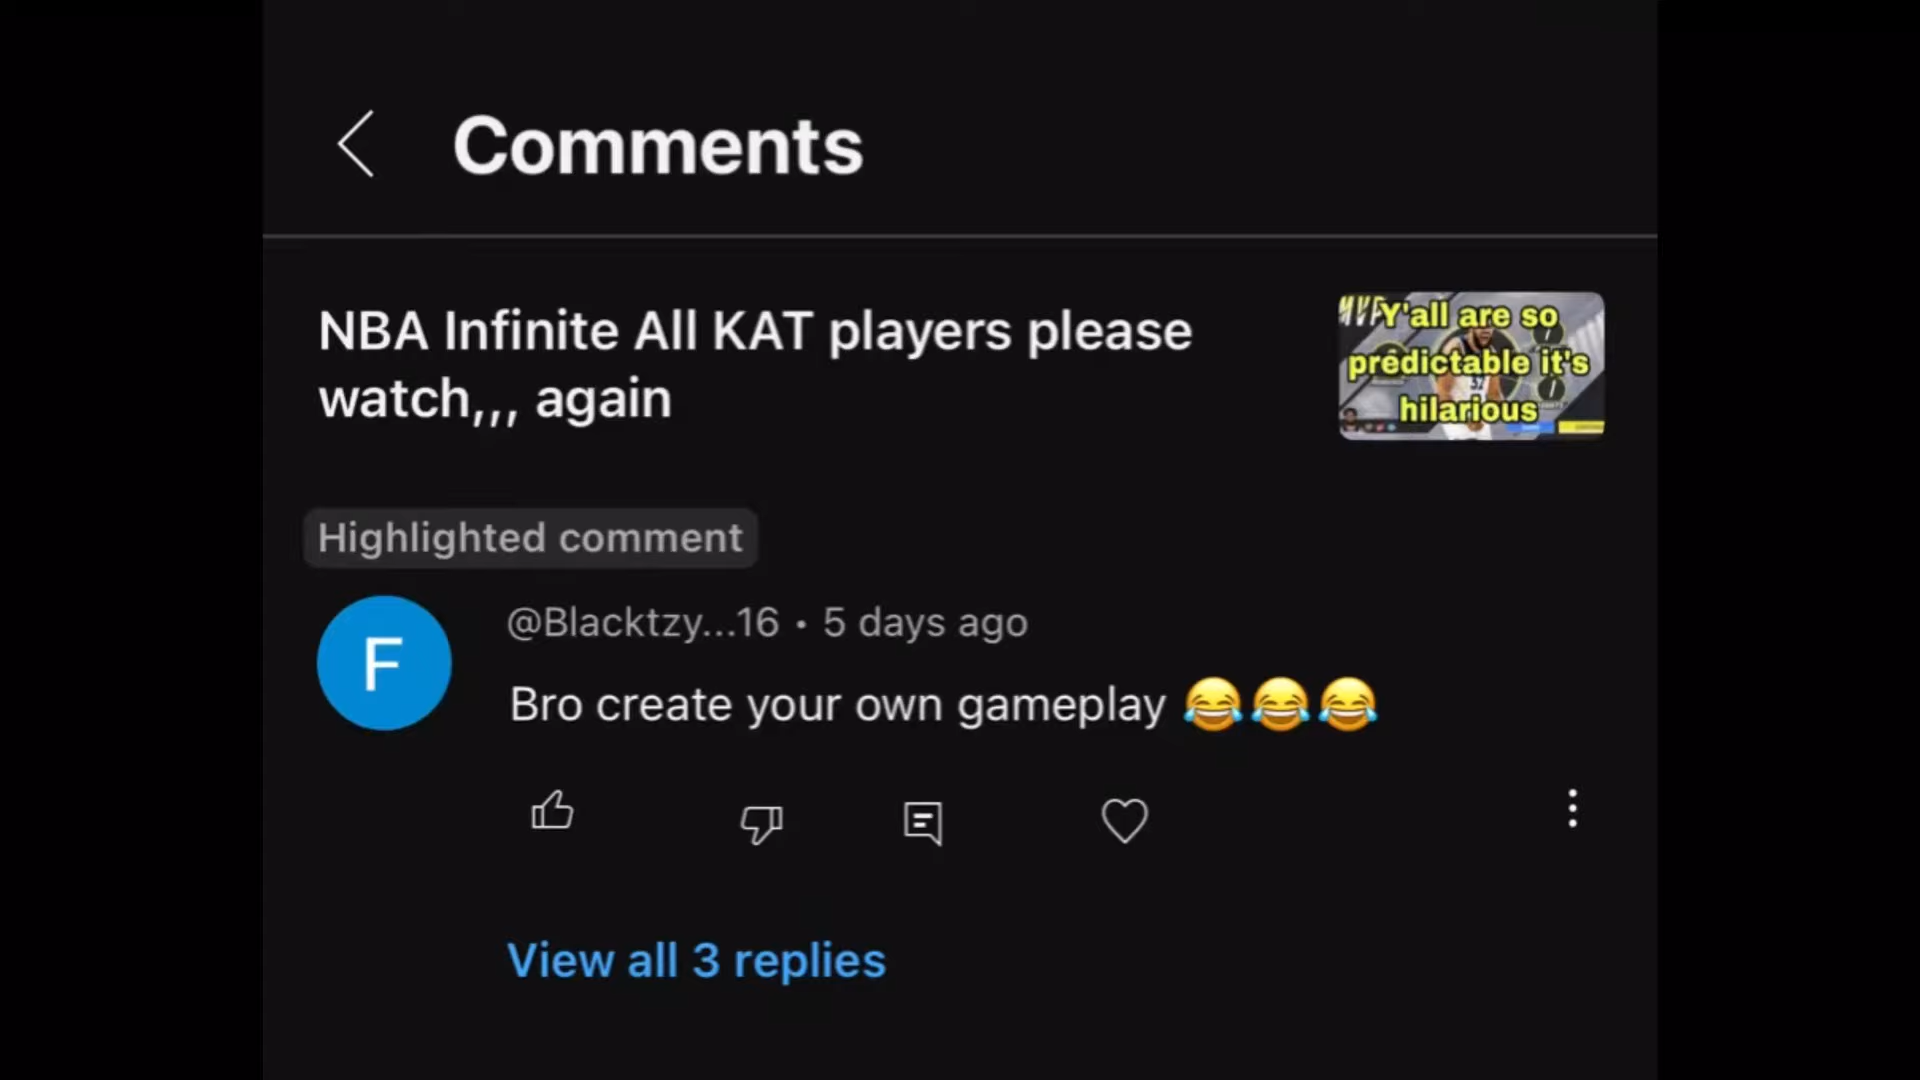 Comments
NBA Infinite All KAT players please
watch,,, again
MVP
Y'all are so
predictable it's
hilarious
Highlighted comment
F
@Blacktzy...16 • 5 days ago
Bro create your own gameplay 😂😂😂
View all 3 replies